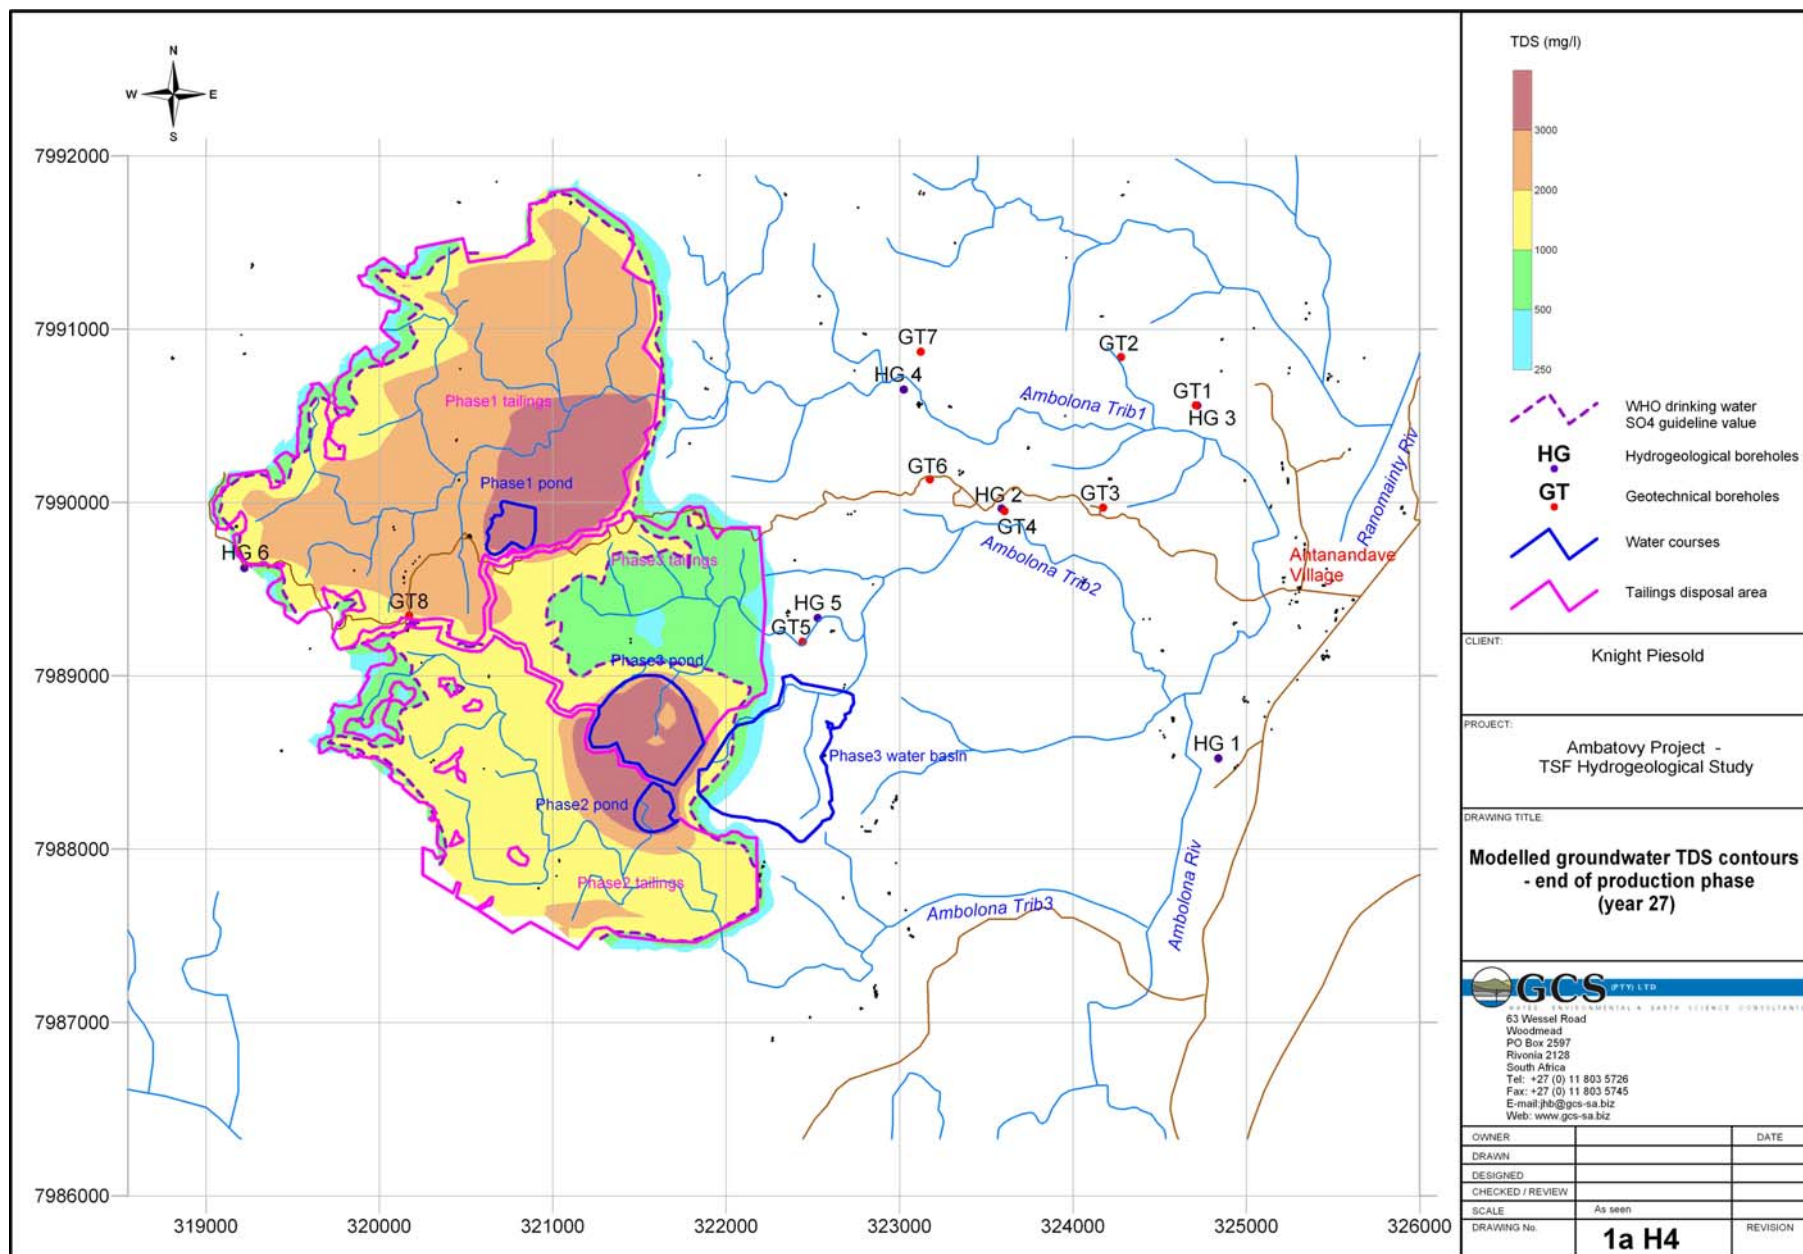 N
W E
S
7992000
7991000
7990000
7989000
7988000
7987000
7986000
319000 320000 321000 322000 323000 324000 325000 326000
Phase1 tailings
Phase1 pond
Phase3 tailings
Phase3 pond
Phase2 pond
Phase2 tailings
Phase3 water basin
HG 6
GT8
GT7
HG 4
GT2
GT1
HG 3
GT6
HG 2
GT4
GT3
HG 5
GT5
HG 1
Ambolona Trib1
Ambolona Trib2
Ambolona Trib3
Ambolona Riv
Ranomainty Riv
Antanandave
Village
TDS (mg/l)
3000
2000
1000
500
250
WHO drinking water
SO4 guideline value
HG Hydrogeological boreholes
GT Geotechnical boreholes
Water courses
Tailings disposal area
CLIENT:
Knight Piesold
PROJECT:
Ambatovy Project -
TSF Hydrogeological Study
DRAWING TITLE:
Modelled groundwater TDS contours
- end of production phase
(year 27)
GCS (PTY) LTD
WATER, ENVIRONMENTAL & EARTH SCIENCE CONSULTANTS
63 Wessel Road
Woodmead
PO Box 2597
Rivonia 2128
South Africa
Tel: +27 (0) 11 803 5726
Fax: +27 (0) 11 803 5745
E-mail:jhb@gcs-sa.biz
Web: www.gcs-sa.biz
OWNER DATE
DRAWN
DESIGNED
CHECKED / REVIEW
SCALE As seen
DRAWING No. 1a H4 REVISION